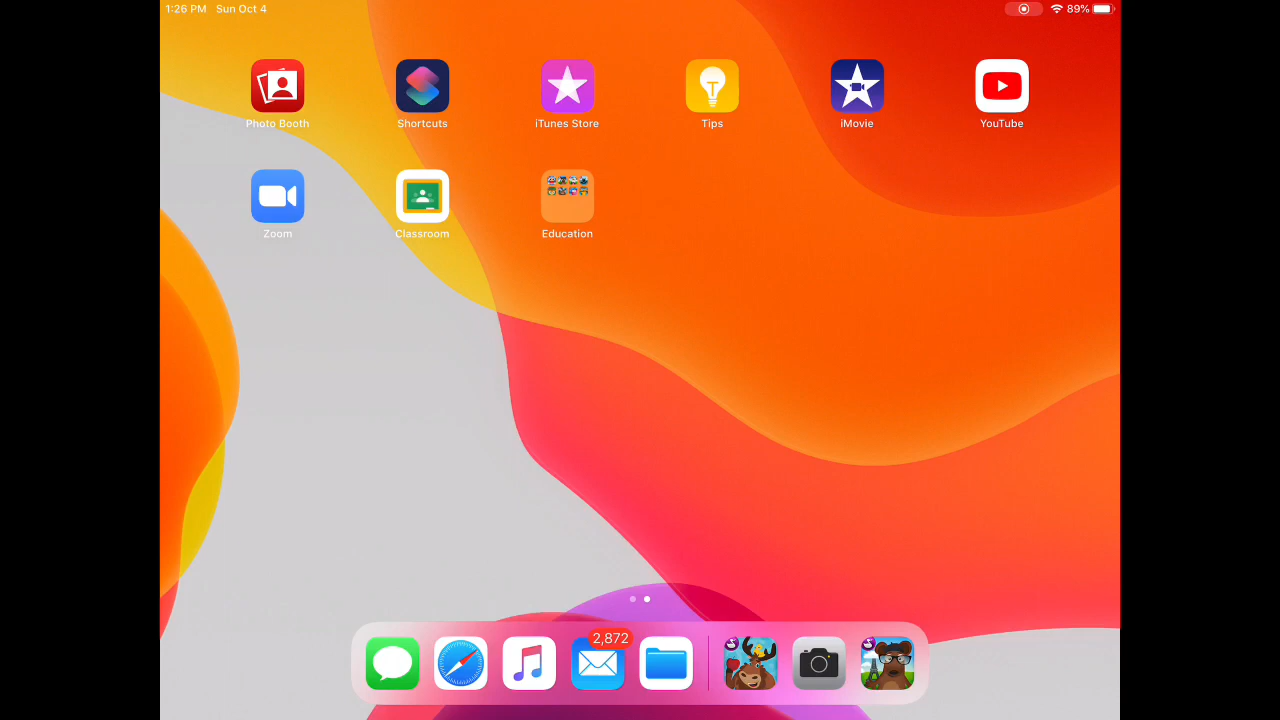 1:26 PM Sun Oct 4
89%
Photo Booth
Shortcuts
iTunes Store
Tips
iMovie
YouTube
Zoom
Classroom
Education
2,872